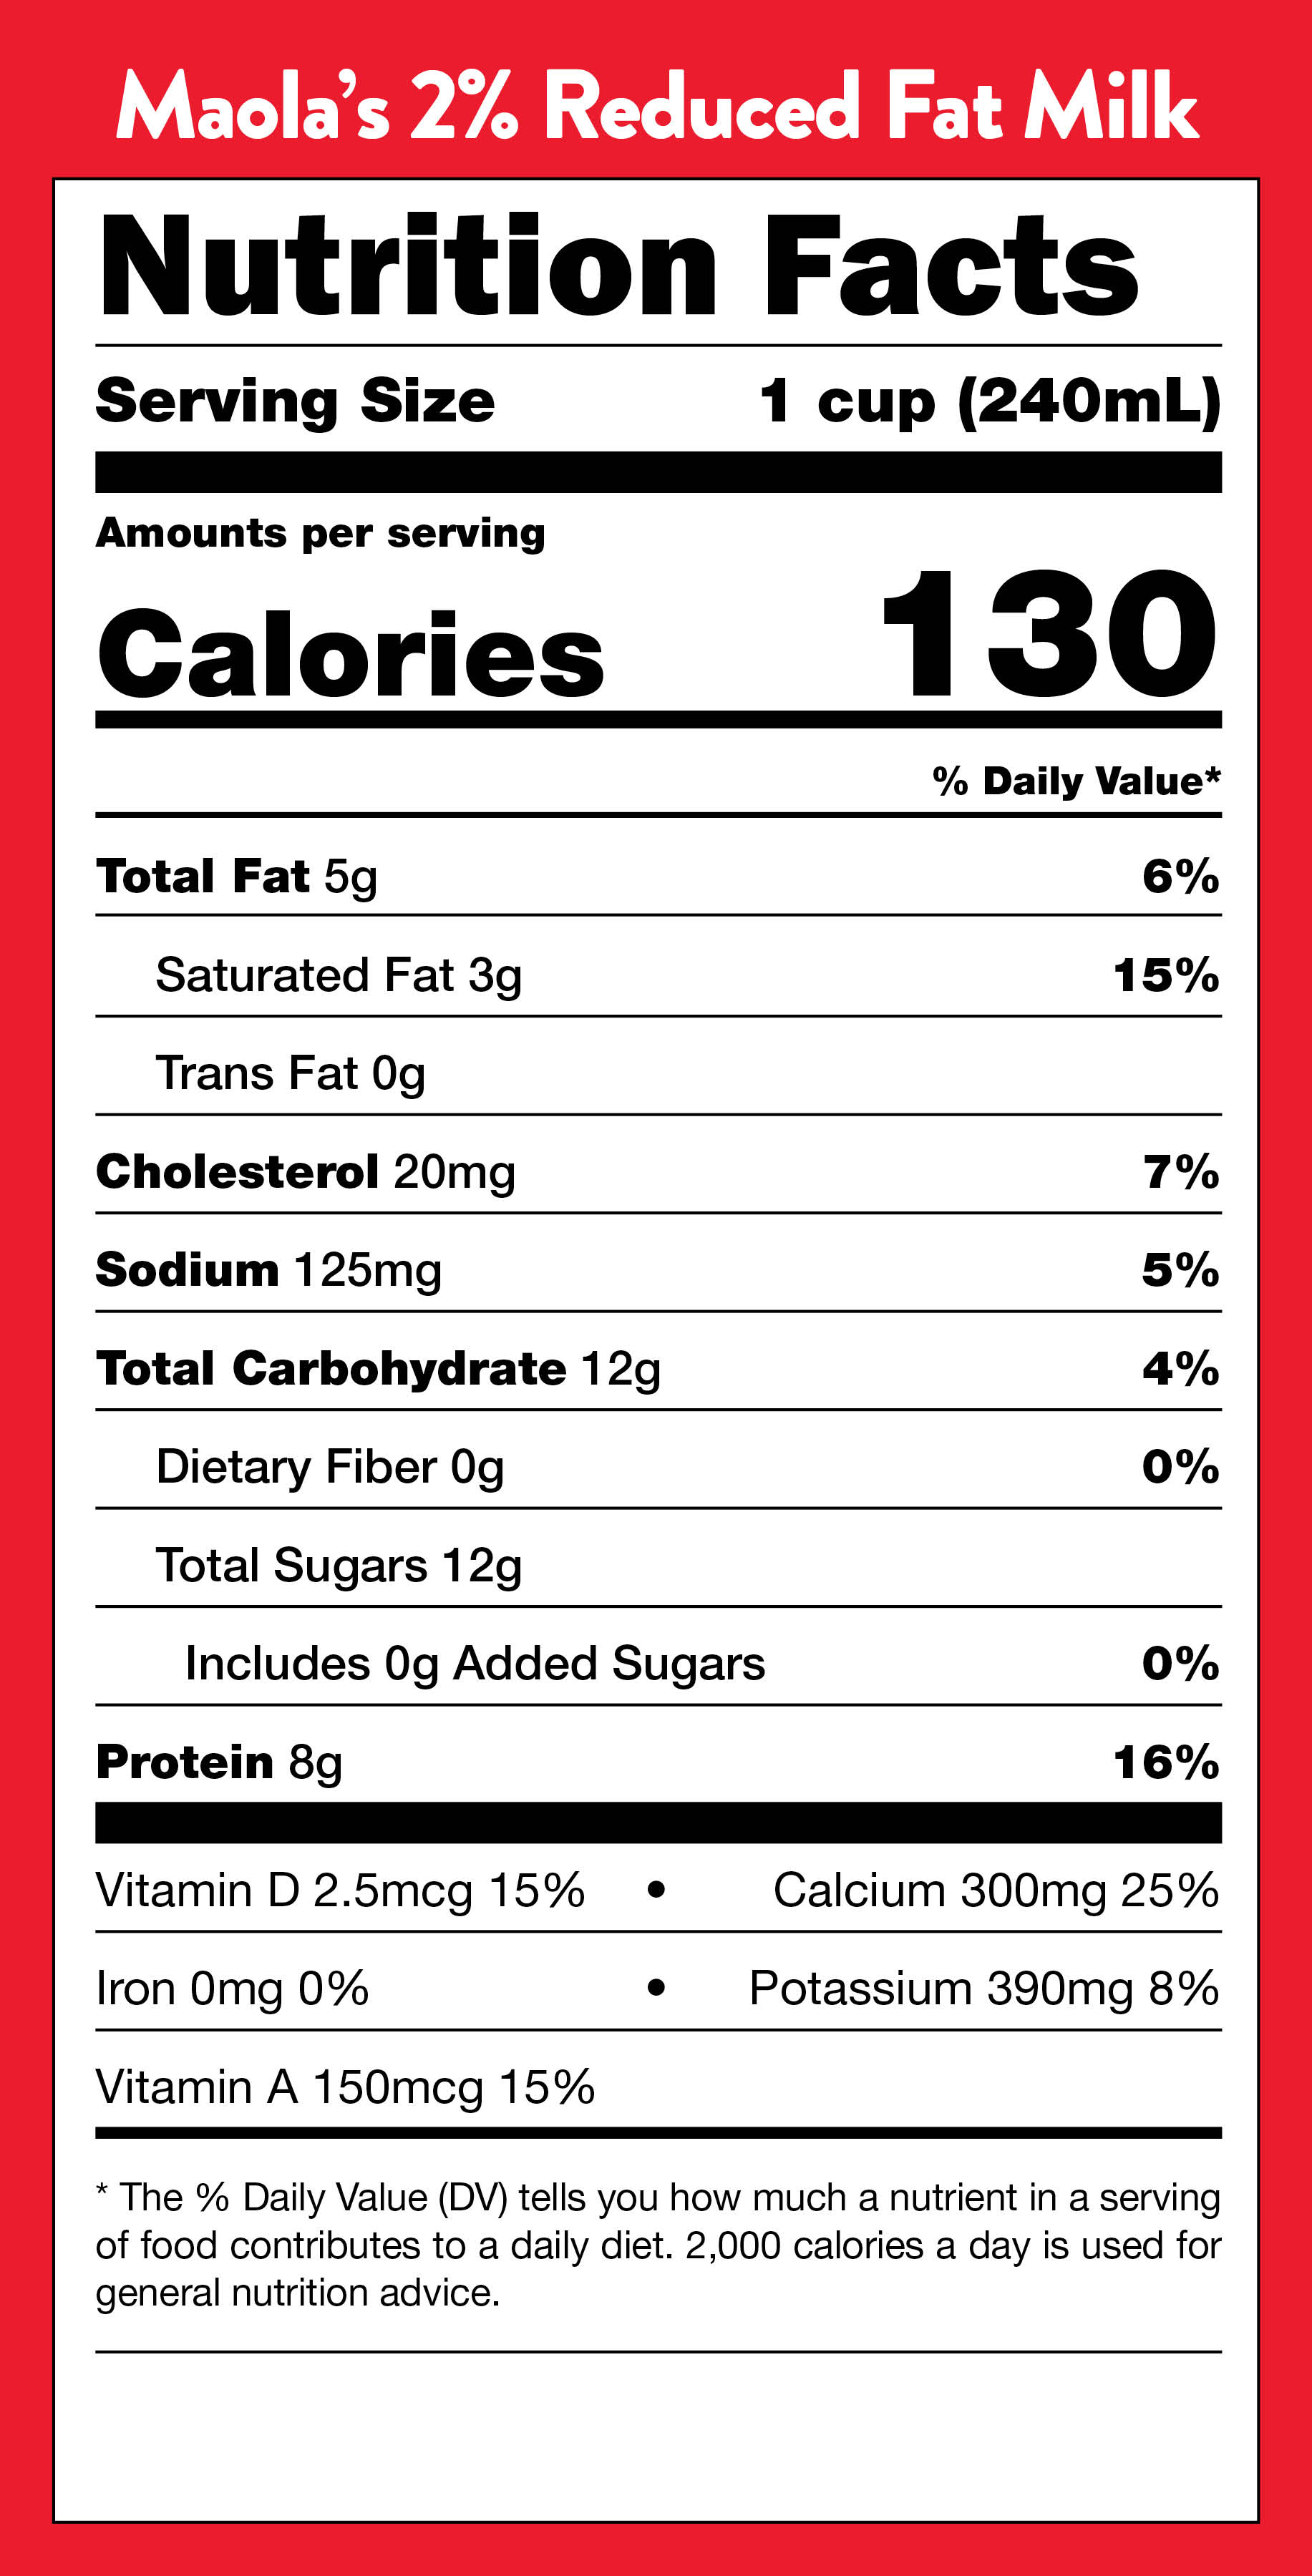 Maola’s 2% Reduced Fat Milk
Nutrition Facts
Serving Size 1 cup (240mL)
Amounts per serving
Calories 130
% Daily Value*
Total Fat 5g 6%
Saturated Fat 3g 15%
Trans Fat 0g
Cholesterol 20mg 7%
Sodium 125mg 5%
Total Carbohydrate 12g 4%
Dietary Fiber 0g 0%
Total Sugars 12g
Includes 0g Added Sugars 0%
Protein 8g 16%
Vitamin D 2.5mcg 15% • Calcium 300mg 25%
Iron 0mg 0% • Potassium 390mg 8%
Vitamin A 150mcg 15%
* The % Daily Value (DV) tells you how much a nutrient in a serving
of food contributes to a daily diet. 2,000 calories a day is used for
general nutrition advice.